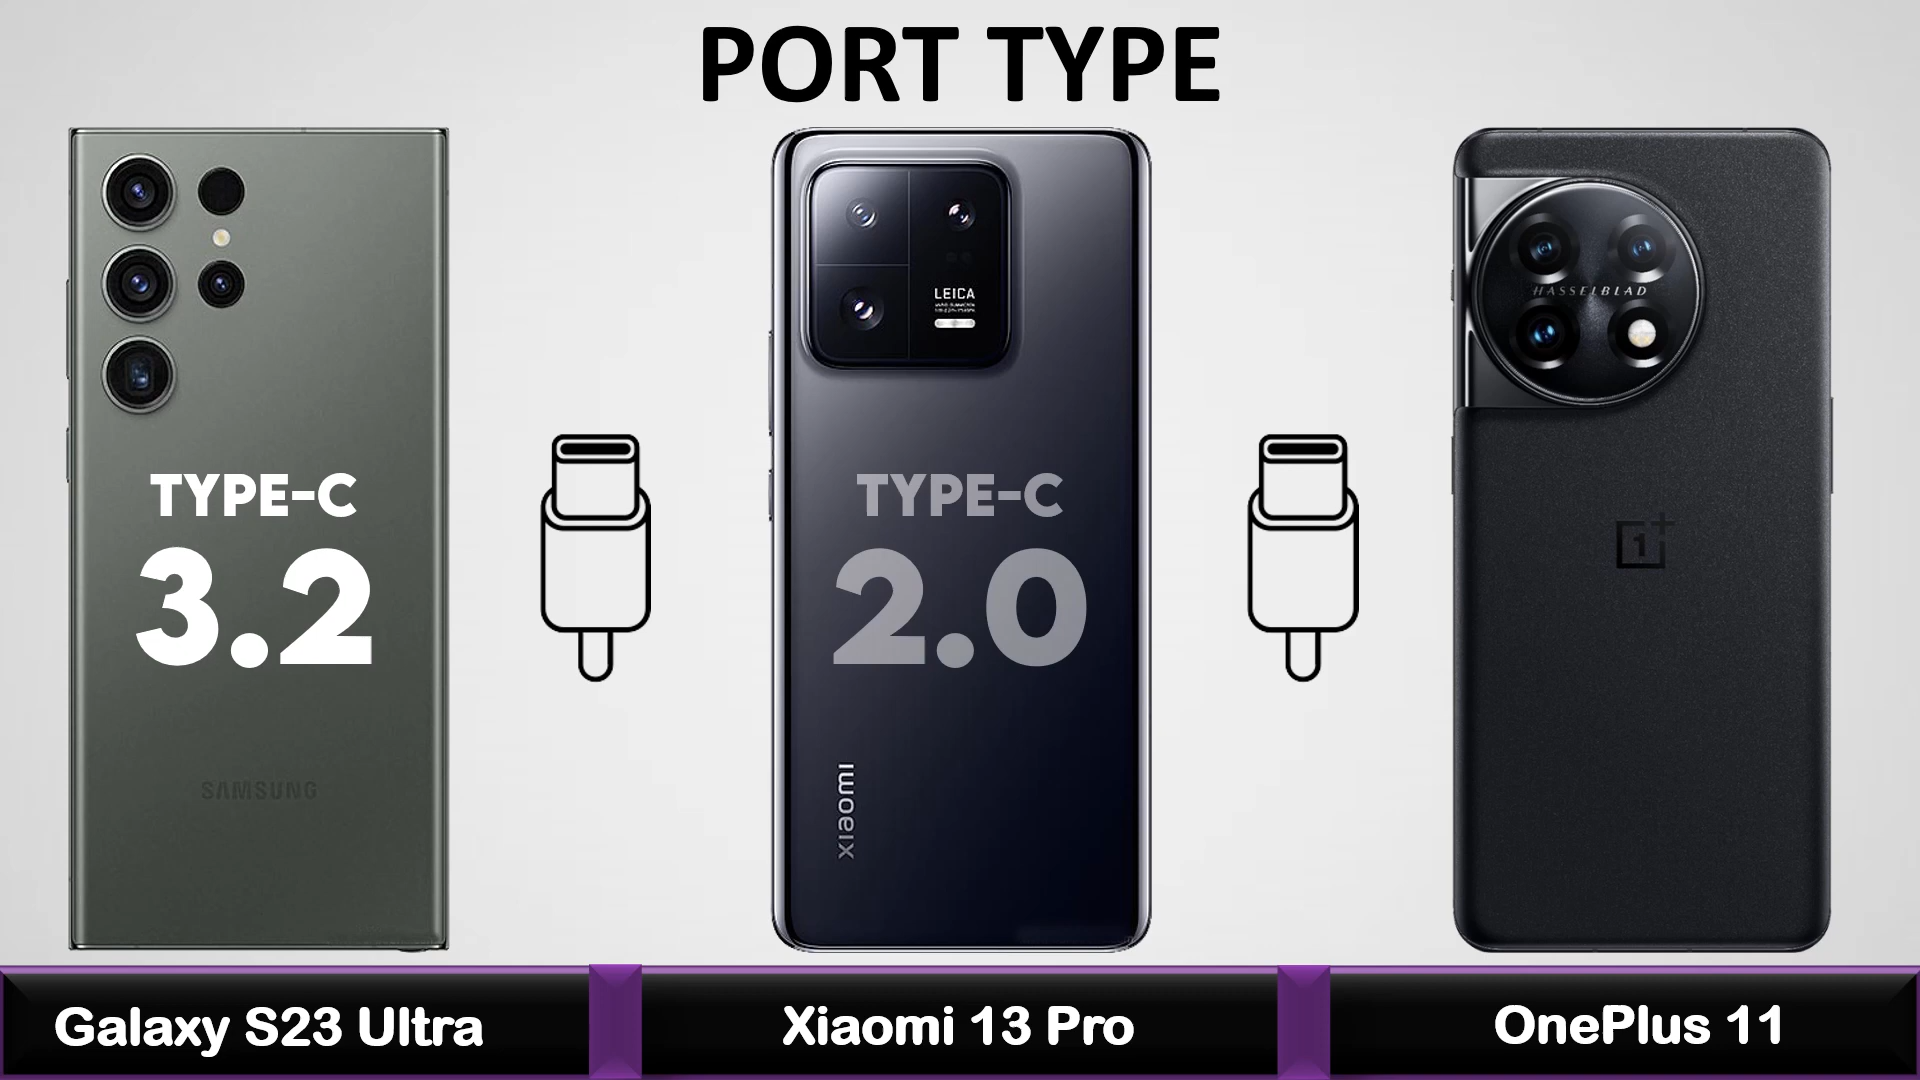 PORT TYPE
TYPE-C
3.2
SAMSUNG
LEICA
TYPE-C
2.0
xiaomi
HASSELBLAD
1+
Galaxy S23 Ultra
Xiaomi 13 Pro
OnePlus 11